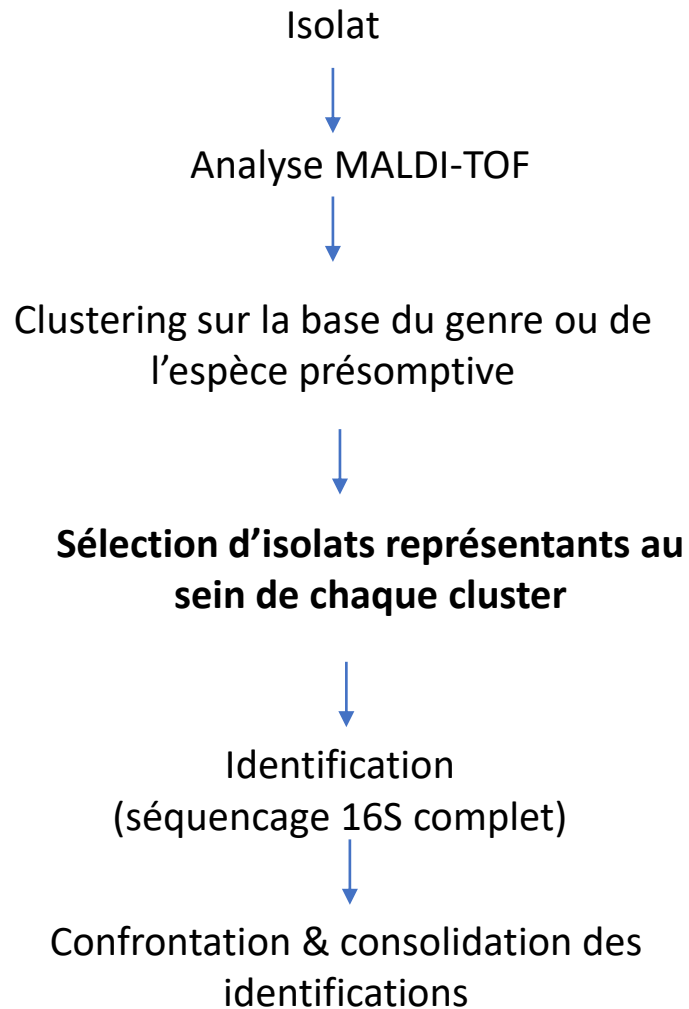 Isolat
Analyse MALDI-TOF
Clustering sur la base du genre ou de
l’espèce présomptive
Sélection d’isolats représentants au
sein de chaque cluster
Identification
(séquencage 16S complet)
Confrontation & consolidation des
identifications